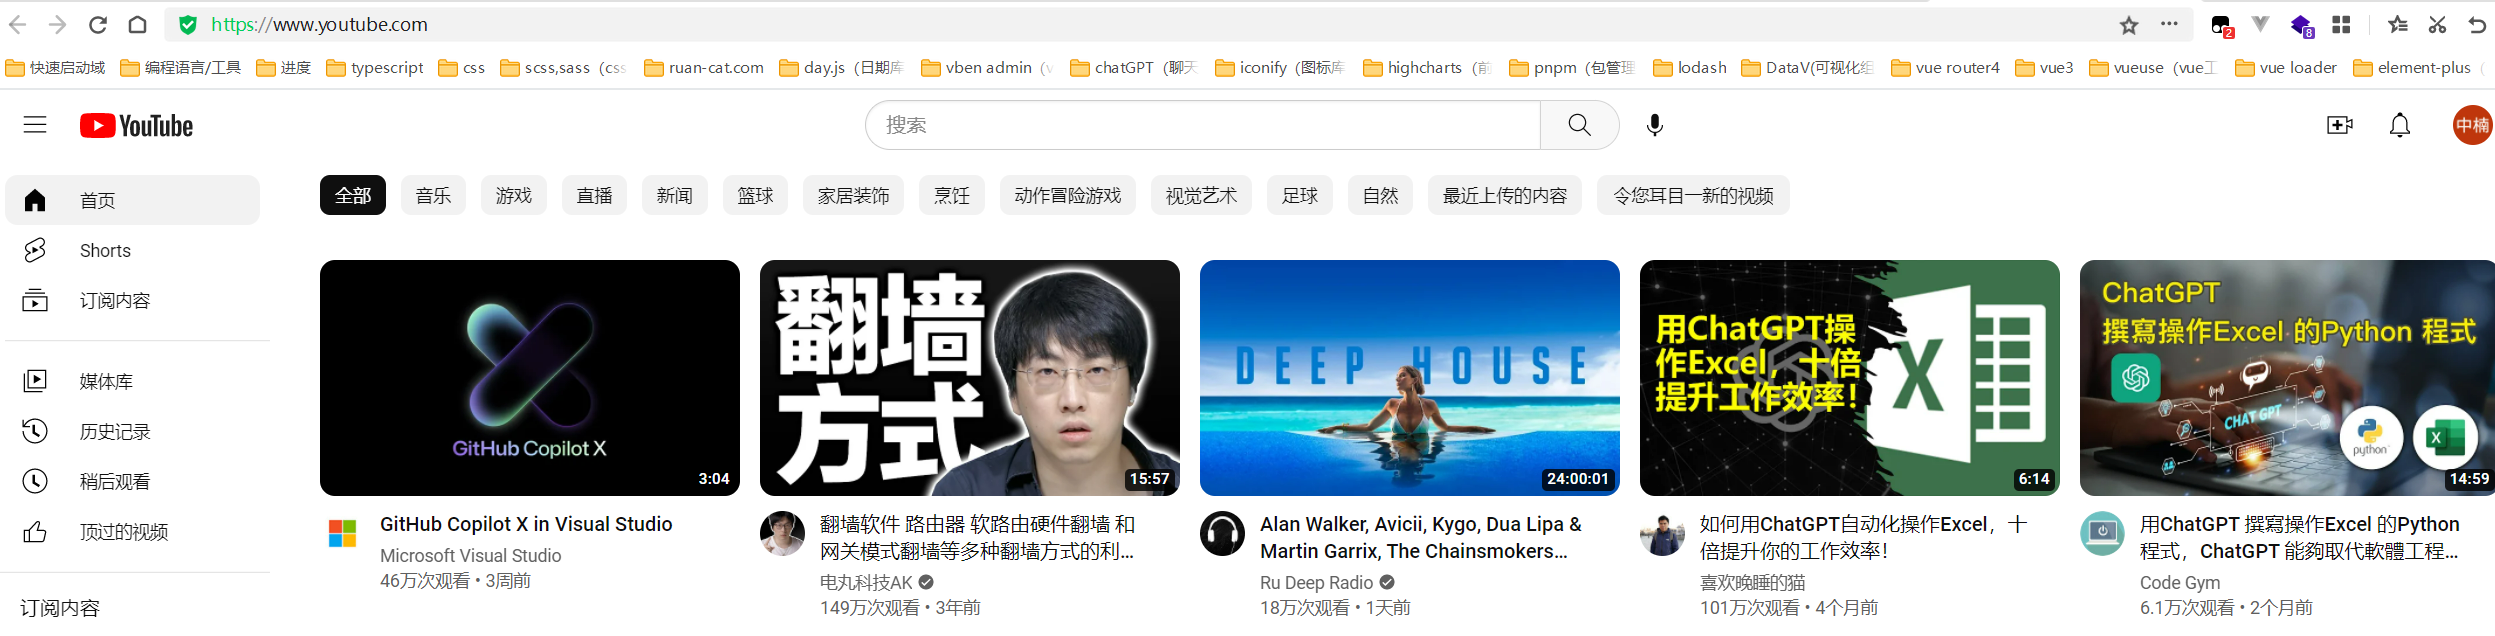 https://www.youtube.com
2
8
快速启动域
编程语言/工具
进度
typescript
css
scss,sass（css
ruan-cat.com
day.js（日期库
vben admin（v
chatGPT（聊天
iconify（图标库
highcharts（前
pnpm（包管理
lodash
DataV(可视化组
vue router4
vue3
vueuse（vue工
vue loader
element-plus（
YouTube
搜索
中楠
首页
Shorts
订阅内容
媒体库
历史记录
稍后观看
顶过的视频
订阅内容
全部
音乐
游戏
直播
新闻
篮球
家居装饰
烹饪
动作冒险游戏
视觉艺术
足球
自然
最近上传的内容
令您耳目一新的视频
GitHub Copilot X
3:04
GitHub Copilot X in Visual Studio
Microsoft Visual Studio
46万次观看 • 3周前
翻墙
方式
15:57
翻墙软件 路由器 软路由硬件翻墙 和
网关模式翻墙等多种翻墙方式的利...
电丸科技AK
149万次观看 • 3年前
DEEP HOUSE
24:00:01
Alan Walker, Avicii, Kygo, Dua Lipa &
Martin Garrix, The Chainsmokers...
Ru Deep Radio
18万次观看 • 1天前
用ChatGPT操
作Excel，十倍
提升工作效率！
X
6:14
如何用ChatGPT自动化操作Excel，十
倍提升你的工作效率！
喜欢晚睡的猫
101万次观看 • 4个月前
ChatGPT
撰寫操作Excel 的Python 程式
CHAT GPT
python
X
14:59
用ChatGPT 撰寫操作Excel 的Python
程式，ChatGPT 能夠取代軟體工程...
Code Gym
6.1万次观看 • 2个月前